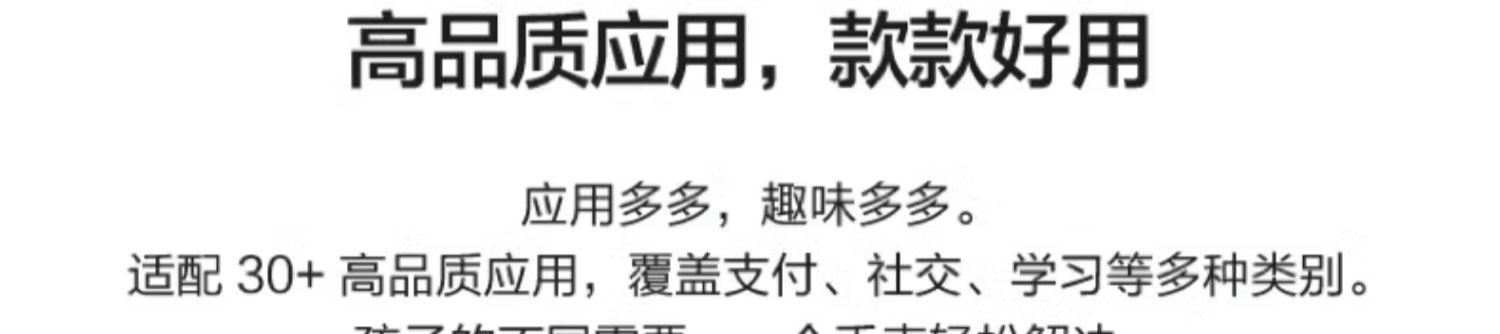 高品质应用，款款好用
应用多多，趣味多多。
适配 30+ 高品质应用，覆盖支付、社交、学习等多种类别。